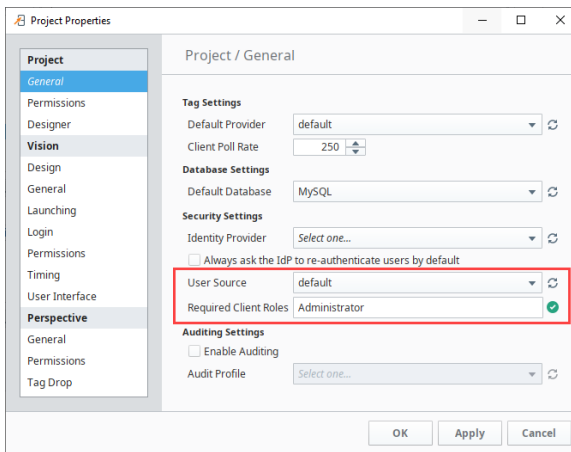 Project Properties
Project
General
Permissions
Designer
Vision
Design
General
Launching
Login
Permissions
Timing
User Interface
Perspective
General
Permissions
Tag Drop
Project / General
Tag Settings
Default Provider default
Client Poll Rate 250
Database Settings
Default Database MySQL
Security Settings
Identity Provider Select one...
Always ask the IdP to re-authenticate users by default
User Source default
Required Client Roles Administrator
Auditing Settings
Enable Auditing
Audit Profile Select one...
OK Apply Cancel